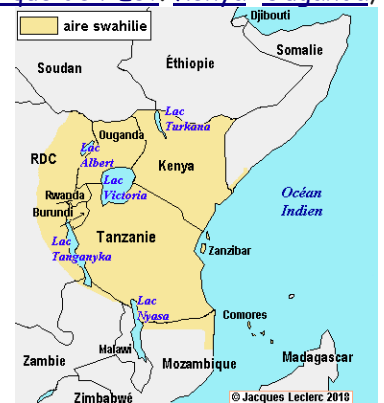 Kenya
Djibouti
aire swahilie
Somalie
Soudan
Éthiopie
Lac
Turkana
Ouganda
Lac
Albert
RDC
Kenya
Lac
Victoria
Rwanda
Burundi
Océan
Indien
Tanzanie
Lac
Tanganyka
Zanzibar
Lac
Nyasa
Comores
Malawi
Zambie
Mozambique
Madagascar
Zimbabwé
© Jacques Leclerc 2018